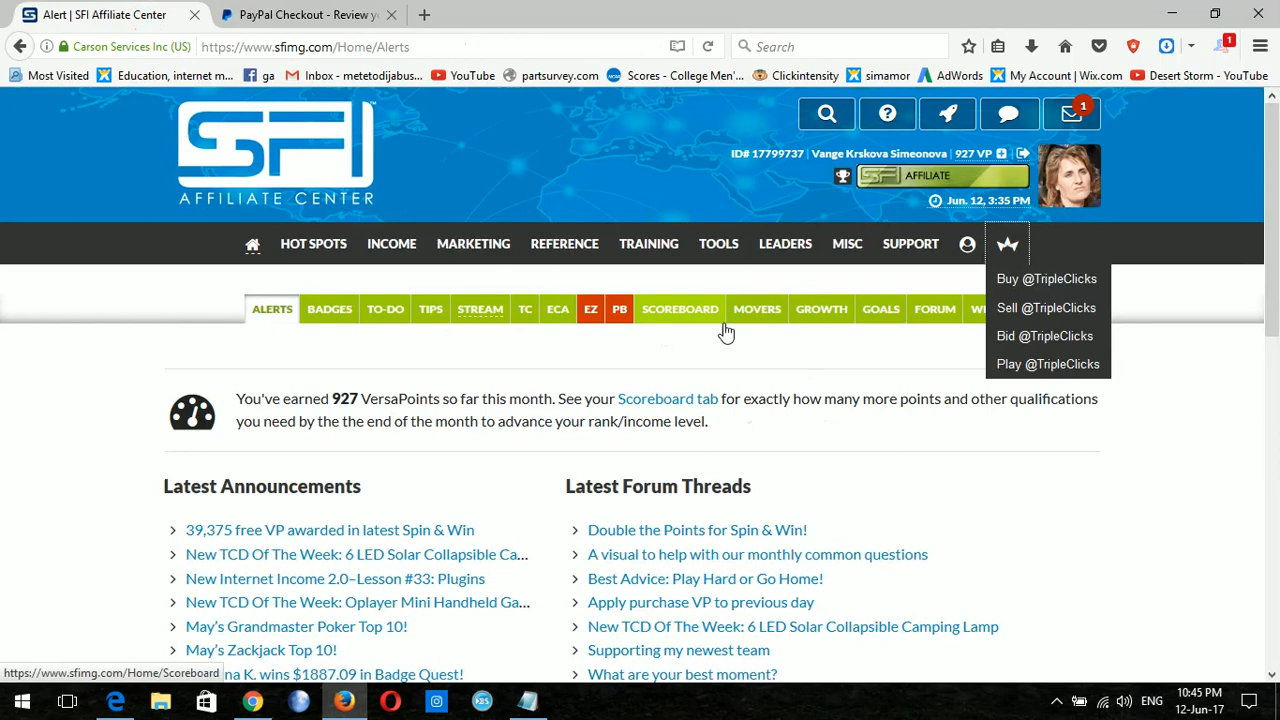 Alert | SFI Affiliate Center
PayPal Checkout - Review y
Carson Services Inc (US)
https://www.sfimg.com/Home/Alerts
Search
1
Most Visited
Education, internet m...
ga
Inbox - metetodijabus...
YouTube
partsurvey.com
Scores - College Men'...
Clickintensity
simamor
AdWords
My Account | Wix.com
Desert Storm - YouTube
SFI
AFFILIATE CENTER
1
ID# 17799737 | Vange Krskova Simeonova | 927 VP
SFI AFFILIATE
Jun. 12, 3:35 PM
HOT SPOTS INCOME MARKETING REFERENCE TRAINING TOOLS LEADERS MISC SUPPORT
Buy @TripleClicks
Sell @TripleClicks
Bid @TripleClicks
Play @TripleClicks
ALERTS BADGES TO-DO TIPS STREAM TC ECA EZ PB SCOREBOARD MOVERS GROWTH GOALS FORUM
You've earned 927 VersaPoints so far this month. See your Scoreboard tab for exactly how many more points and other qualifications
you need by the the end of the month to advance your rank/income level.
Latest Announcements
39,375 free VP awarded in latest Spin & Win
New TCD Of The Week: 6 LED Solar Collapsible Ca...
New Internet Income 2.0–Lesson #33: Plugins
New TCD Of The Week: Oplayer Mini Handheld Ga...
May's Grandmaster Poker Top 10!
May's Zackjack Top 10!
na K. wins $1887.09 in Badge Quest!
Latest Forum Threads
Double the Points for Spin & Win!
A visual to help with our monthly common questions
Best Advice: Play Hard or Go Home!
Apply purchase VP to previous day
New TCD Of The Week: 6 LED Solar Collapsible Camping Lamp
Supporting my newest team
What are your best moment?
https://www.sfimg.com/Home/Scoreboard
ENG
10:45 PM
12-Jun-17